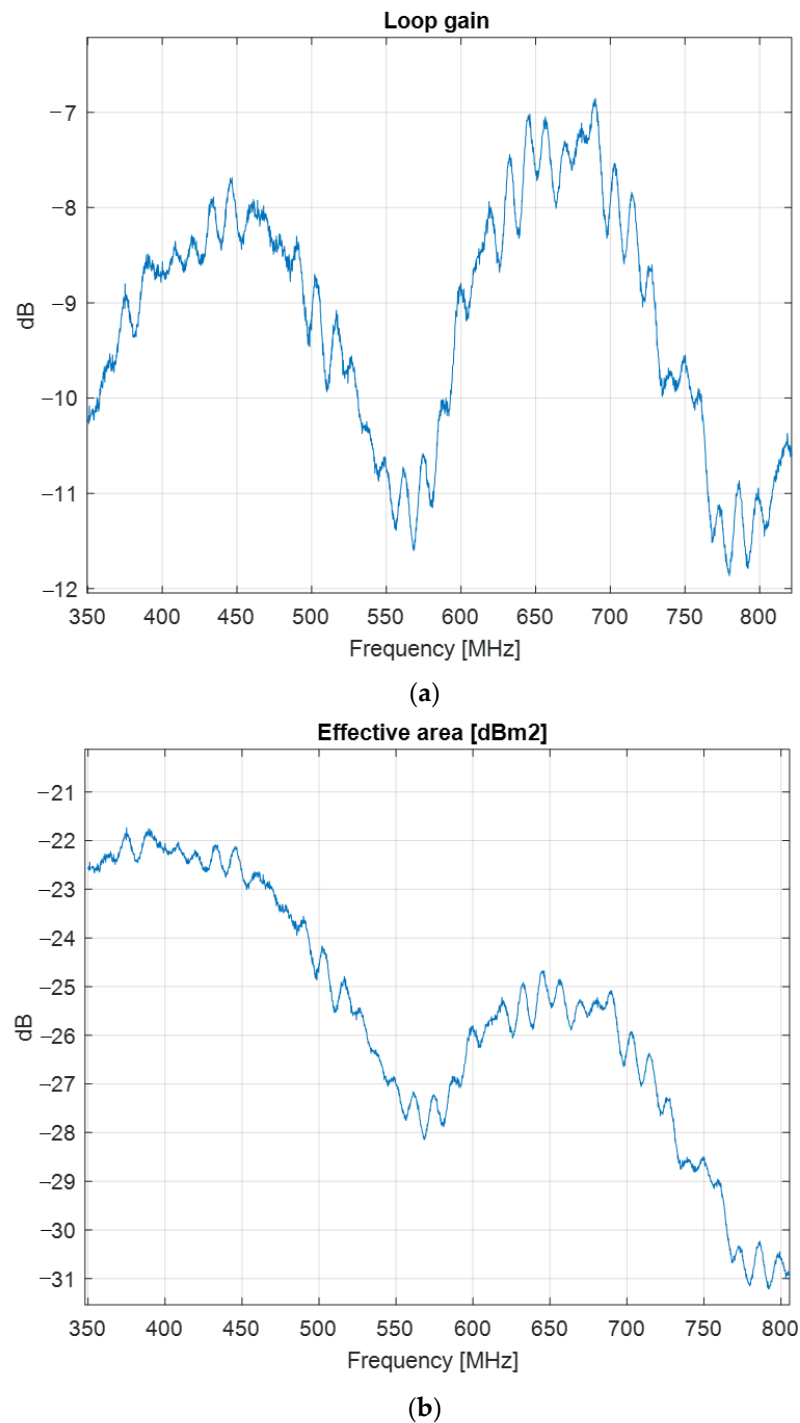 Loop gain
−7
−8
−9
−10
−11
−12
dB
350 400 450 500 550 600 650 700 750 800
Frequency [MHz]
(a)
Effective area [dBm2]
−21
−22
−23
−24
−25
−26
−27
−28
−29
−30
−31
dB
350 400 450 500 550 600 650 700 750 800
Frequency [MHz]
(b)